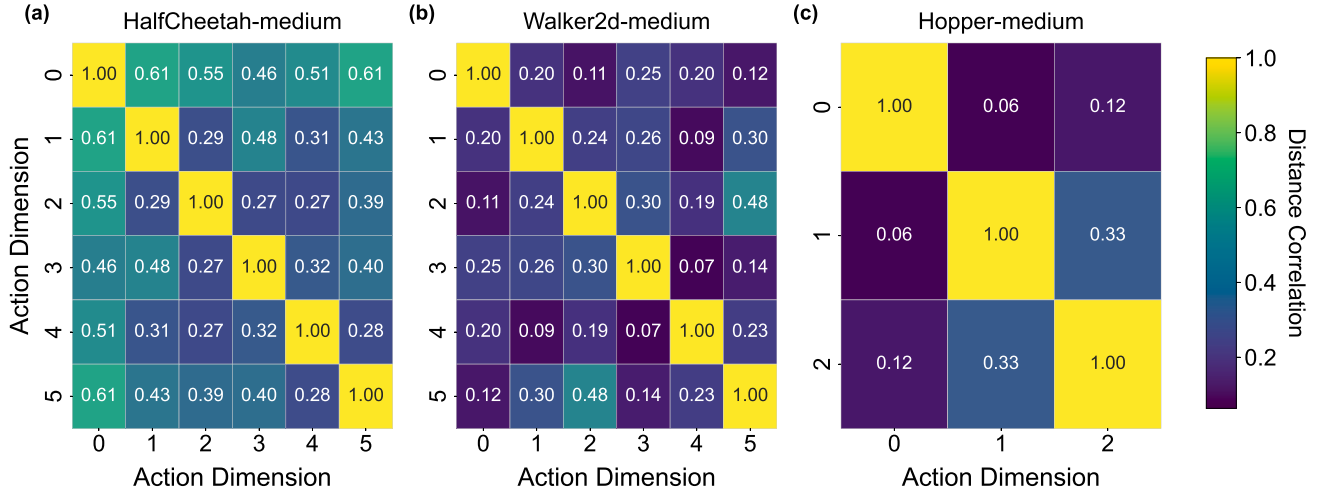 (a) HalfCheetah-medium
(b) Walker2d-medium
(c) Hopper-medium
Action Dimension
0 1.00 0.61 0.55 0.46 0.51 0.61
1 0.61 1.00 0.29 0.48 0.31 0.43
2 0.55 0.29 1.00 0.27 0.27 0.39
3 0.46 0.48 0.27 1.00 0.32 0.40
4 0.51 0.31 0.27 0.32 1.00 0.28
5 0.61 0.43 0.39 0.40 0.28 1.00
0 1 2 3 4 5
Action Dimension
0 1.00 0.20 0.11 0.25 0.20 0.12
1 0.20 1.00 0.24 0.26 0.09 0.30
2 0.11 0.24 1.00 0.30 0.19 0.48
3 0.25 0.26 0.30 1.00 0.07 0.14
4 0.20 0.09 0.19 0.07 1.00 0.23
5 0.12 0.30 0.48 0.14 0.23 1.00
0 1 2 3 4 5
Action Dimension
0 1.00 0.06 0.12
1 0.06 1.00 0.33
2 0.12 0.33 1.00
0 1 2
Action Dimension
1.0
0.8
0.6
0.4
0.2
Distance Correlation